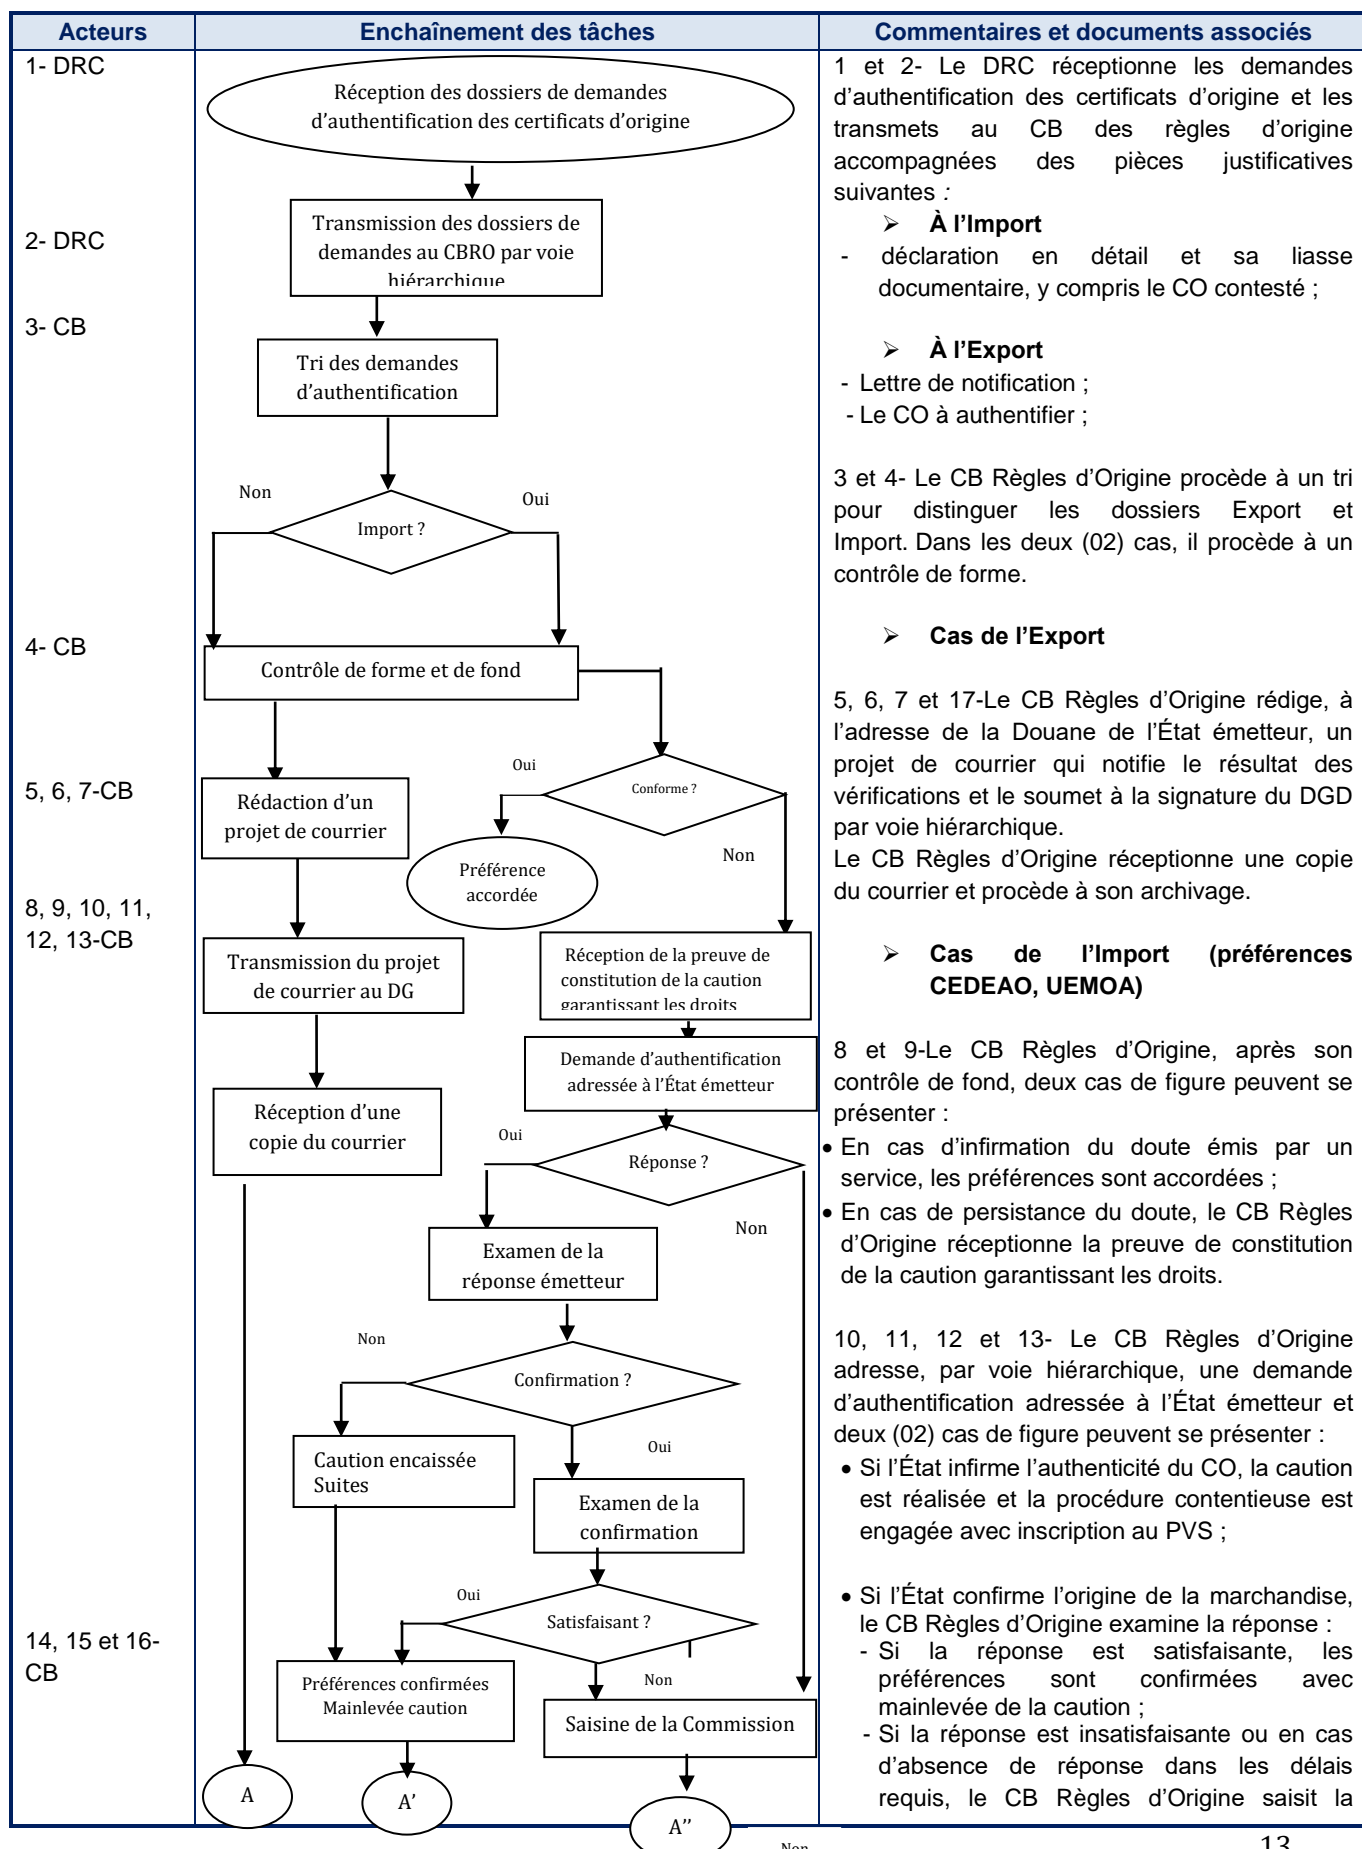 Acteurs
Enchaînement des tâches
Commentaires et documents associés
1- DRC
2- DRC
3- CB
4- CB
5, 6, 7-CB
8, 9, 10, 11,
12, 13-CB
14, 15 et 16-
CB
Réception des dossiers de demandes
d’authentification des certificats d’origine
Transmission des dossiers de
demandes au CBRO par voie
hiérarchique
Tri des demandes
d’authentification
Non
Oui
Import ?
Contrôle de forme et de fond
Oui
Conforme ?
Non
Rédaction d’un
projet de courrier
Préférence
accordée
Transmission du projet
de courrier au DG
Réception de la preuve de
constitution de la caution
garantissant les droits
Demande d’authentification
adressée à l’État émetteur
Réception d’une
copie du courrier
Oui
Réponse ?
Non
Examen de la
réponse émetteur
Non
Confirmation ?
Oui
Caution encaissée
Suites
Examen de la
confirmation
Oui
Satisfaisant ?
Non
Préférences confirmées
Mainlevée caution
Saisine de la Commission
A
A’
A’’
Non
1 et 2- Le DRC réceptionne les demandes
d’authentification des certificats d’origine et les
transmets au CB des règles d’origine
accompagnées des pièces justificatives
suivantes :
➢ À l’Import
- déclaration en détail et sa liasse
documentaire, y compris le CO contesté ;
➢ À l’Export
- Lettre de notification ;
- Le CO à authentifier ;
3 et 4- Le CB Règles d’Origine procède à un tri
pour distinguer les dossiers Export et
Import. Dans les deux (02) cas, il procède à un
contrôle de forme.
➢ Cas de l’Export
5, 6, 7 et 17-Le CB Règles d’Origine rédige, à
l’adresse de la Douane de l’État émetteur, un
projet de courrier qui notifie le résultat des
vérifications et le soumet à la signature du DGD
par voie hiérarchique.
Le CB Règles d’Origine réceptionne une copie
du courrier et procède à son archivage.
➢ Cas de l’Import (préférences
CEDEAO, UEMOA)
8 et 9-Le CB Règles d’Origine, après son
contrôle de fond, deux cas de figure peuvent se
présenter :
• En cas d’infirmation du doute émis par un
service, les préférences sont accordées ;
• En cas de persistance du doute, le CB Règles
d’Origine réceptionne la preuve de constitution
de la caution garantissant les droits.
10, 11, 12 et 13- Le CB Règles d’Origine
adresse, par voie hiérarchique, une demande
d’authentification adressée à l’État émetteur et
deux (02) cas de figure peuvent se présenter :
• Si l’État infirme l’authenticité du CO, la caution
est réalisée et la procédure contentieuse est
engagée avec inscription au PVS ;
• Si l’État confirme l’origine de la marchandise,
le CB Règles d’Origine examine la réponse :
- Si la réponse est satisfaisante, les
préférences sont confirmées avec
mainlevée de la caution ;
- Si la réponse est insatisfaisante ou en cas
d’absence de réponse dans les délais
requis, le CB Règles d’Origine saisit la
13